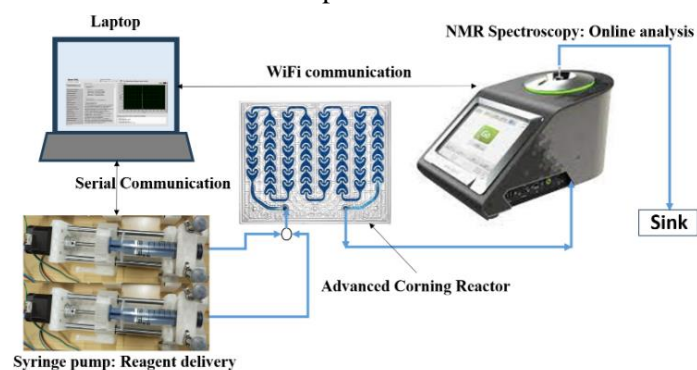 Laptop
NMR Spectroscopy: Online analysis
WiFi communication
Serial Communication
Sink
Advanced Corning Reactor
Syringe pump: Reagent delivery